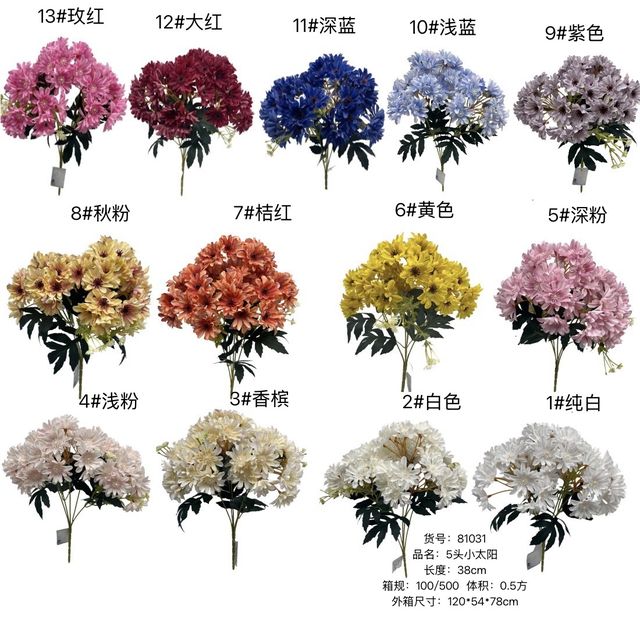 13#玫红
12#大红
11#深蓝
10#浅蓝
9#紫色
8#秋粉
7#桔红
6#黄色
5#深粉
4#浅粉
3#香槟
2#白色
1#纯白
货号：81031
品名：5头小太阳
长度：38cm
箱规：100/500 体积：0.5方
外箱尺寸：120*54*78cm